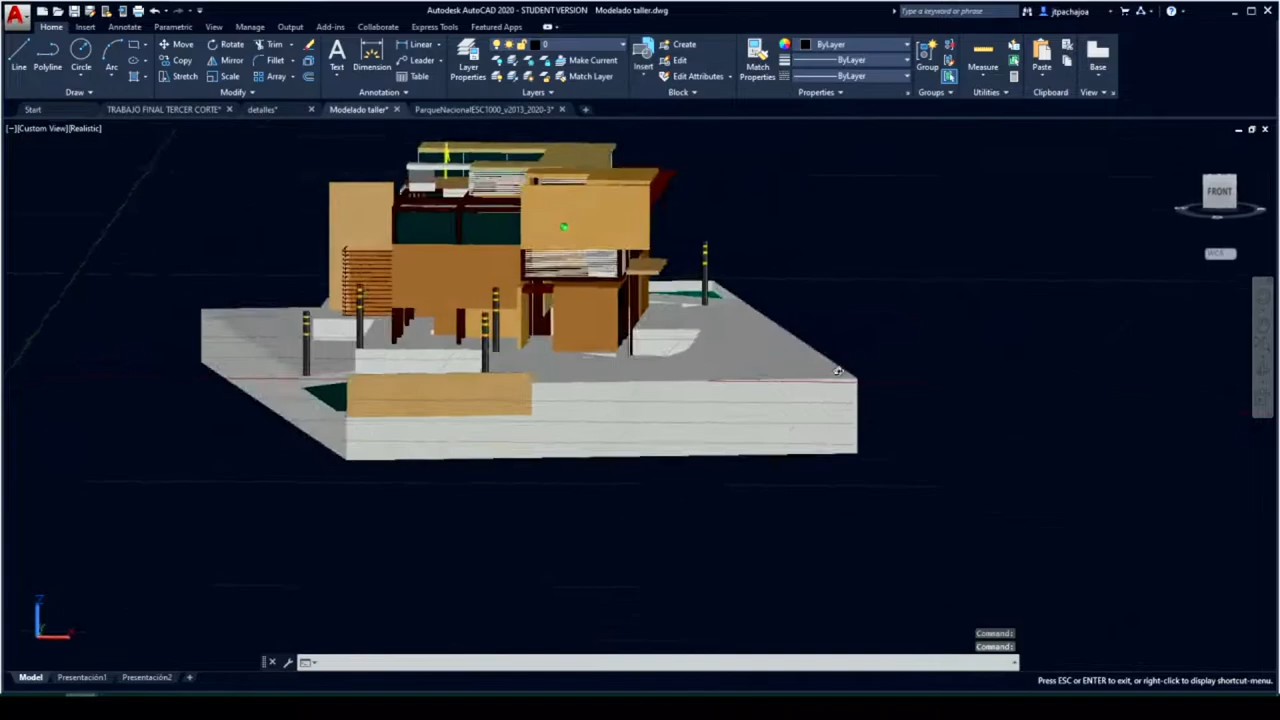 Autodesk AutoCAD 2020 - STUDENT VERSION Modelado taller.dwg
Type a keyword or phrase
jtpachajoa
Home Insert Annotate Parametric View Manage Output Add-ins Collaborate Express Tools Featured Apps
Line Polyline Circle Arc
Move Rotate Trim
Copy Mirror Fillet
Stretch Scale Array
Text Dimension
Linear
Leader
Table
Layer Properties
0
Make Current
Match Layer
Insert
Create
Edit
Edit Attributes
Match Properties
ByLayer
ByLayer
ByLayer
Group
Measure
Paste
Base
Draw Modify Annotation Layers Block Properties Groups Utilities Clipboard View
Start TRABAJO FINAL TERCER CORTE* detalles* Modelado taller* ParqueNacionalESC1000_v2013_2020-3*
[−][Custom View][Realistic]
FRONT
WCS
Z
Command:
Command:
Model Presentación1 Presentación2
Press ESC or ENTER to exit, or right-click to display shortcut-menu.